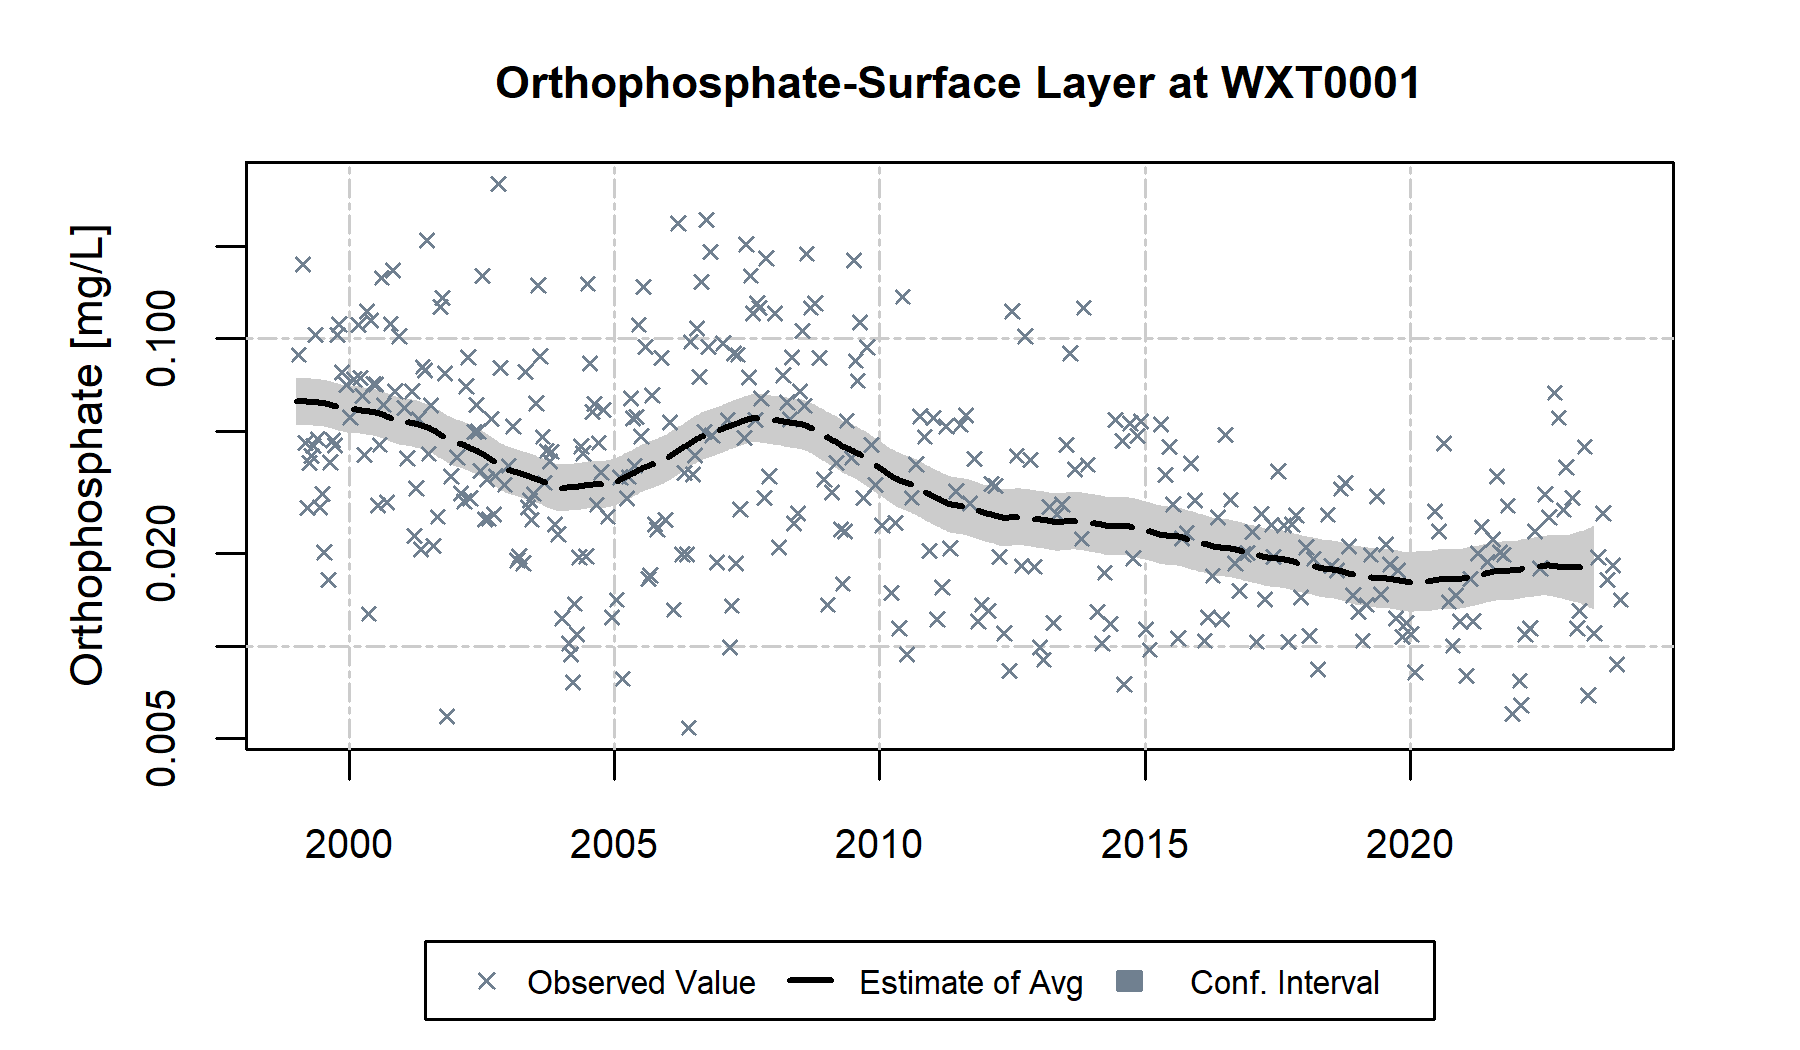 Orthophosphate-Surface Layer at WXT0001
Orthophosphate [mg/L]
0.100
0.020
0.005
2000 2005 2010 2015 2020
Observed Value Estimate of Avg Conf. Interval